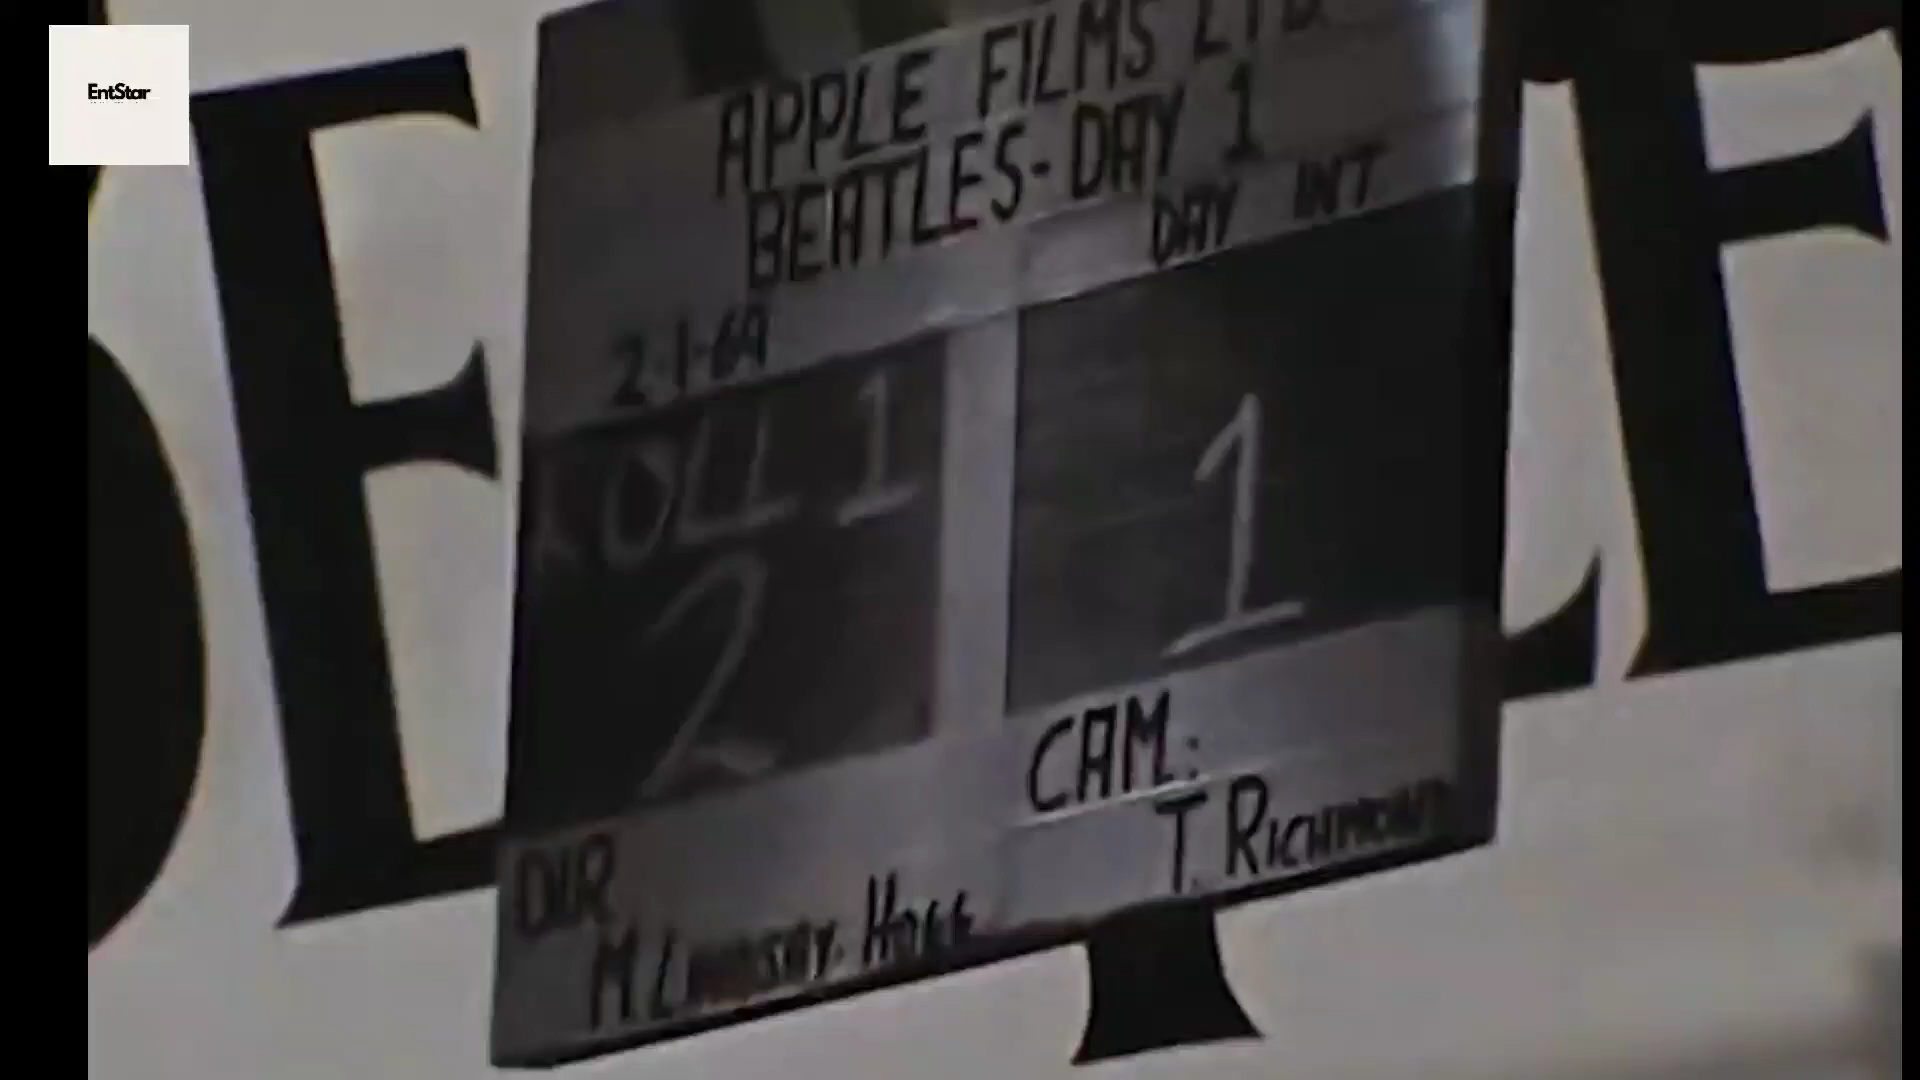 EntStar
APPLE FILMS LTD.
BEATLES - DAY 1
DAY INT
2-1-69
ROLL 1
2
1
CAM:
T. RICHMOND
DIR
M. LINDSAY. HOGG